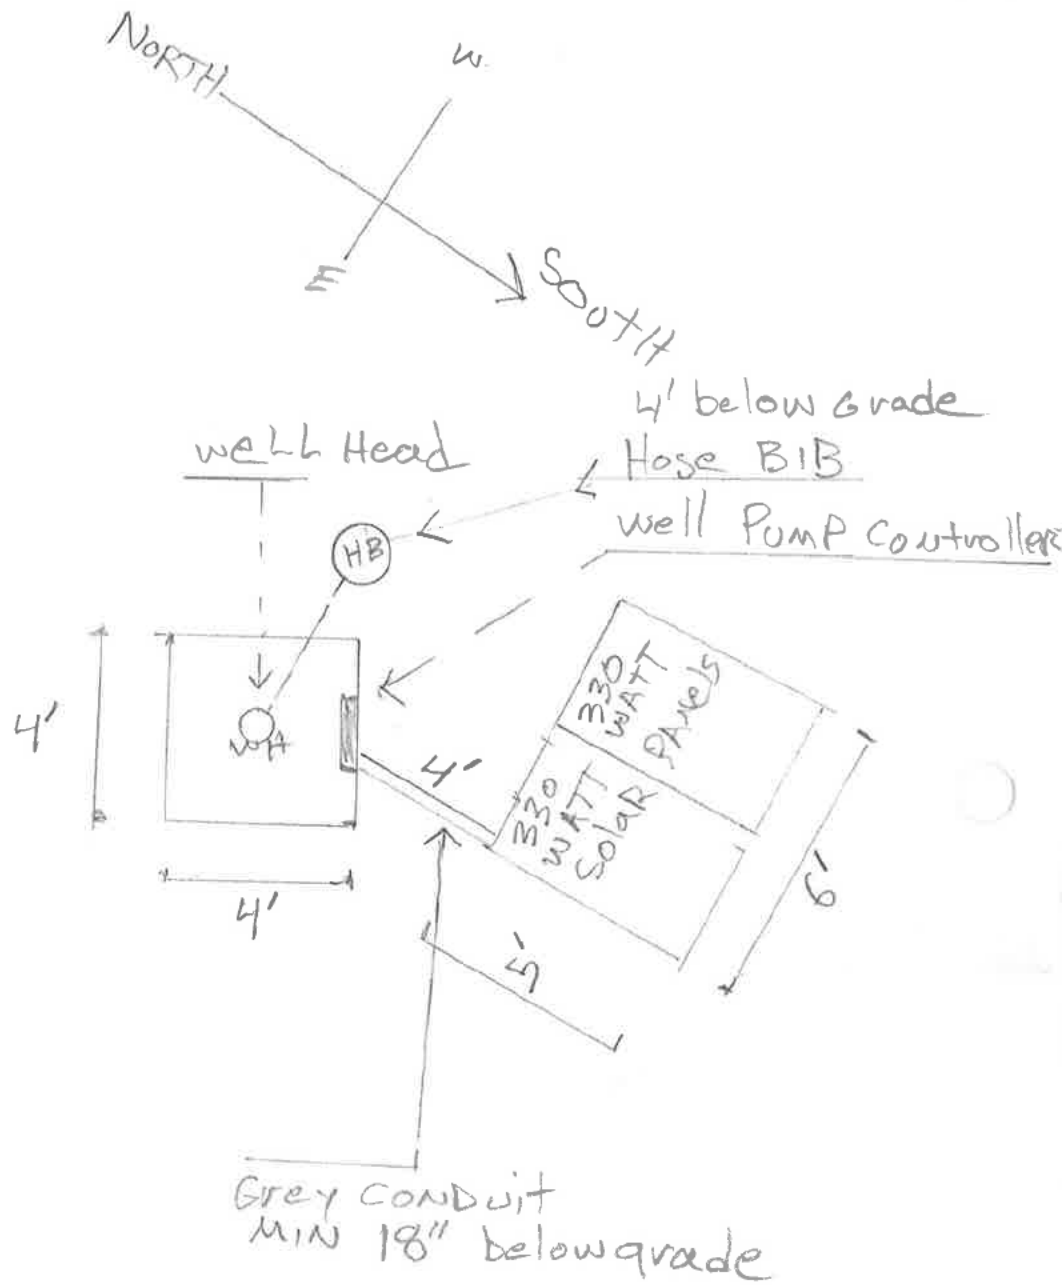 NORTH
W.
E
SOUTH
4' below Grade
Hose BIB
well Head
well Pump Controller
HB
WH
4'
4'
4'
330
WATT
PANels
330
WATT
SolaR
6'
5'
Grey CONDuit
MIN 18" below grade